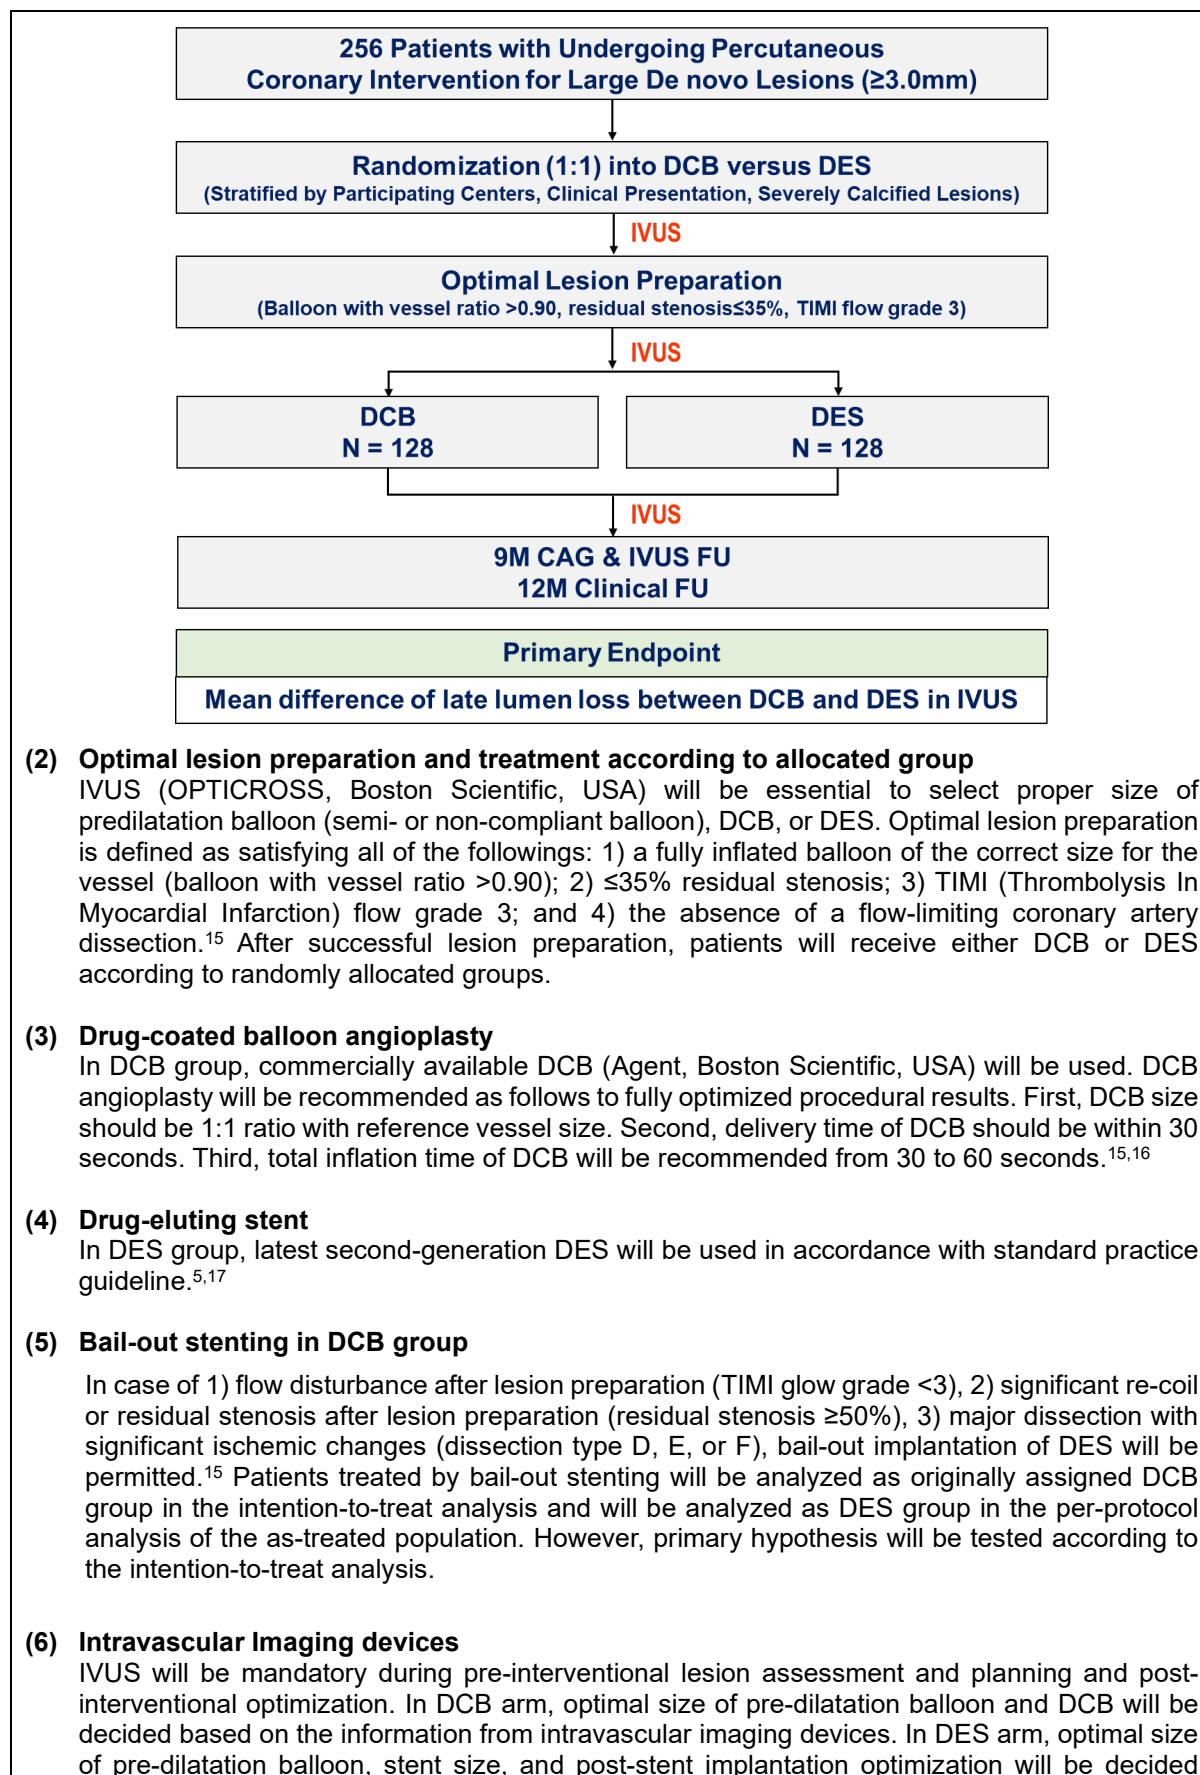 256 Patients with Undergoing Percutaneous
Coronary Intervention for Large De novo Lesions (≥3.0mm)
Randomization (1:1) into DCB versus DES
(Stratified by Participating Centers, Clinical Presentation, Severely Calcified Lesions)
IVUS
Optimal Lesion Preparation
(Balloon with vessel ratio >0.90, residual stenosis≤35%, TIMI flow grade 3)
IVUS
DCB
N = 128
DES
N = 128
IVUS
9M CAG & IVUS FU
12M Clinical FU
Primary Endpoint
Mean difference of late lumen loss between DCB and DES in IVUS
(2) Optimal lesion preparation and treatment according to allocated group
IVUS (OPTICROSS, Boston Scientific, USA) will be essential to select proper size of
predilatation balloon (semi- or non-compliant balloon), DCB, or DES. Optimal lesion preparation
is defined as satisfying all of the followings: 1) a fully inflated balloon of the correct size for the
vessel (balloon with vessel ratio >0.90); 2) ≤35% residual stenosis; 3) TIMI (Thrombolysis In
Myocardial Infarction) flow grade 3; and 4) the absence of a flow-limiting coronary artery
dissection.15 After successful lesion preparation, patients will receive either DCB or DES
according to randomly allocated groups.
(3) Drug-coated balloon angioplasty
In DCB group, commercially available DCB (Agent, Boston Scientific, USA) will be used. DCB
angioplasty will be recommended as follows to fully optimized procedural results. First, DCB size
should be 1:1 ratio with reference vessel size. Second, delivery time of DCB should be within 30
seconds. Third, total inflation time of DCB will be recommended from 30 to 60 seconds.15,16
(4) Drug-eluting stent
In DES group, latest second-generation DES will be used in accordance with standard practice
guideline.5,17
(5) Bail-out stenting in DCB group
In case of 1) flow disturbance after lesion preparation (TIMI glow grade <3), 2) significant re-coil
or residual stenosis after lesion preparation (residual stenosis ≥50%), 3) major dissection with
significant ischemic changes (dissection type D, E, or F), bail-out implantation of DES will be
permitted.15 Patients treated by bail-out stenting will be analyzed as originally assigned DCB
group in the intention-to-treat analysis and will be analyzed as DES group in the per-protocol
analysis of the as-treated population. However, primary hypothesis will be tested according to
the intention-to-treat analysis.
(6) Intravascular Imaging devices
IVUS will be mandatory during pre-interventional lesion assessment and planning and post-
interventional optimization. In DCB arm, optimal size of pre-dilatation balloon and DCB will be
decided based on the information from intravascular imaging devices. In DES arm, optimal size
of pre-dilatation balloon, stent size, and post-stent implantation optimization will be decided